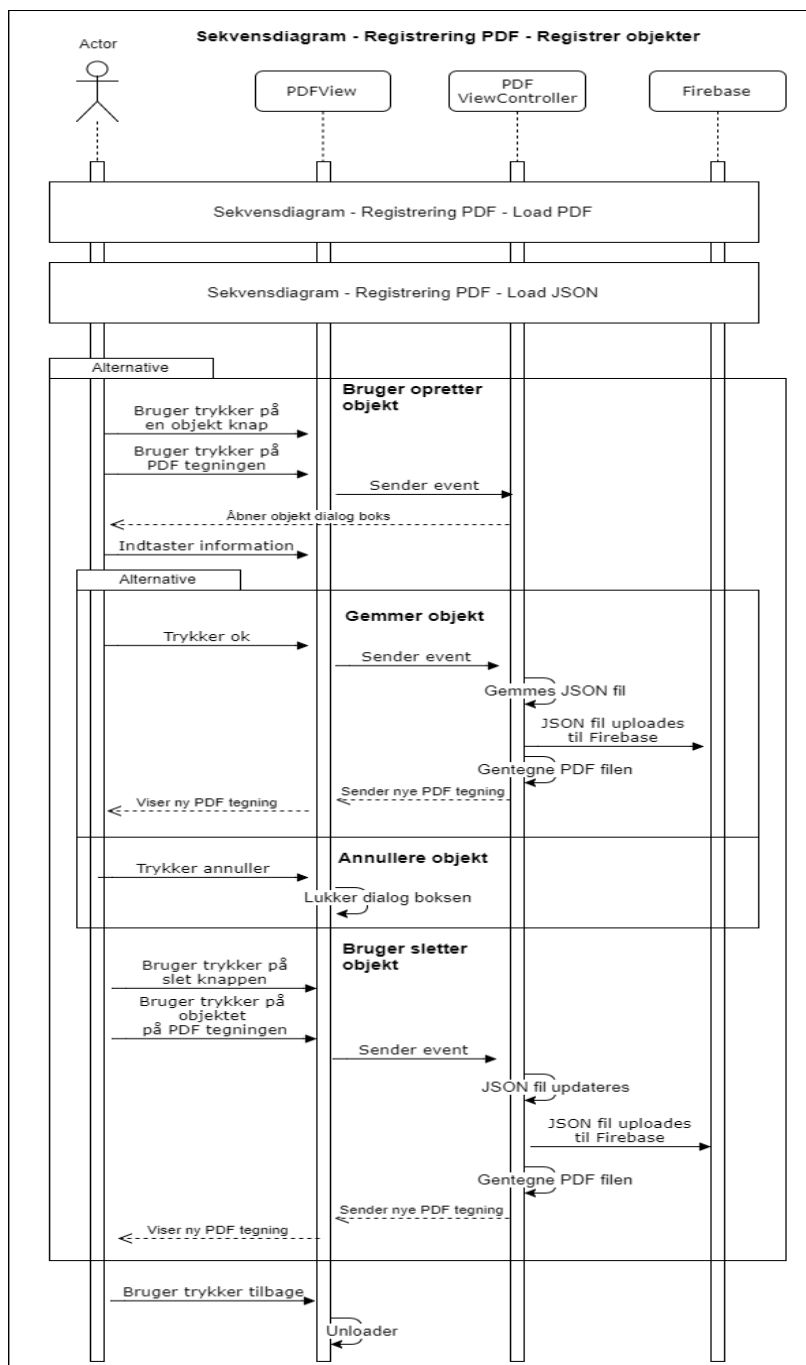 Sekvensdiagram - Registrering PDF - Registrer objekter
Actor
PDFView
PDF
ViewController
Firebase
Sekvensdiagram - Registrering PDF - Load PDF
Sekvensdiagram - Registrering PDF - Load JSON
Alternative
Bruger opretter
objekt
Bruger trykker på
en objekt knap
Bruger trykker på
PDF tegningen
Sender event
Åbner objekt dialog boks
Indtaster information
Alternative
Gemmer objekt
Trykker ok
Sender event
Gemmes JSON fil
JSON fil uploades
til Firebase
Gentegne PDF filen
Sender nye PDF tegning
Viser ny PDF tegning
Annullere objekt
Trykker annuller
Lukker dialog boksen
Bruger sletter
objekt
Bruger trykker på
slet knappen
Bruger trykker på
objektet
på PDF tegningen
Sender event
JSON fil updateres
JSON fil uploades
til Firebase
Gentegne PDF filen
Sender nye PDF tegning
Viser ny PDF tegning
Bruger trykker tilbage
Unloader